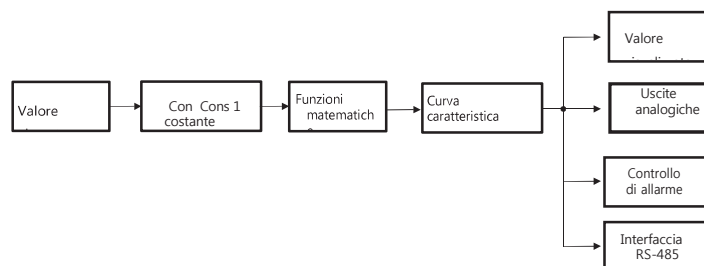 Valore
Con Cons 1
costante
Funzioni
matematich
Curva
caratteristica
Valore
Uscite
analogiche
Controllo
di allarme
Interfaccia
RS-485